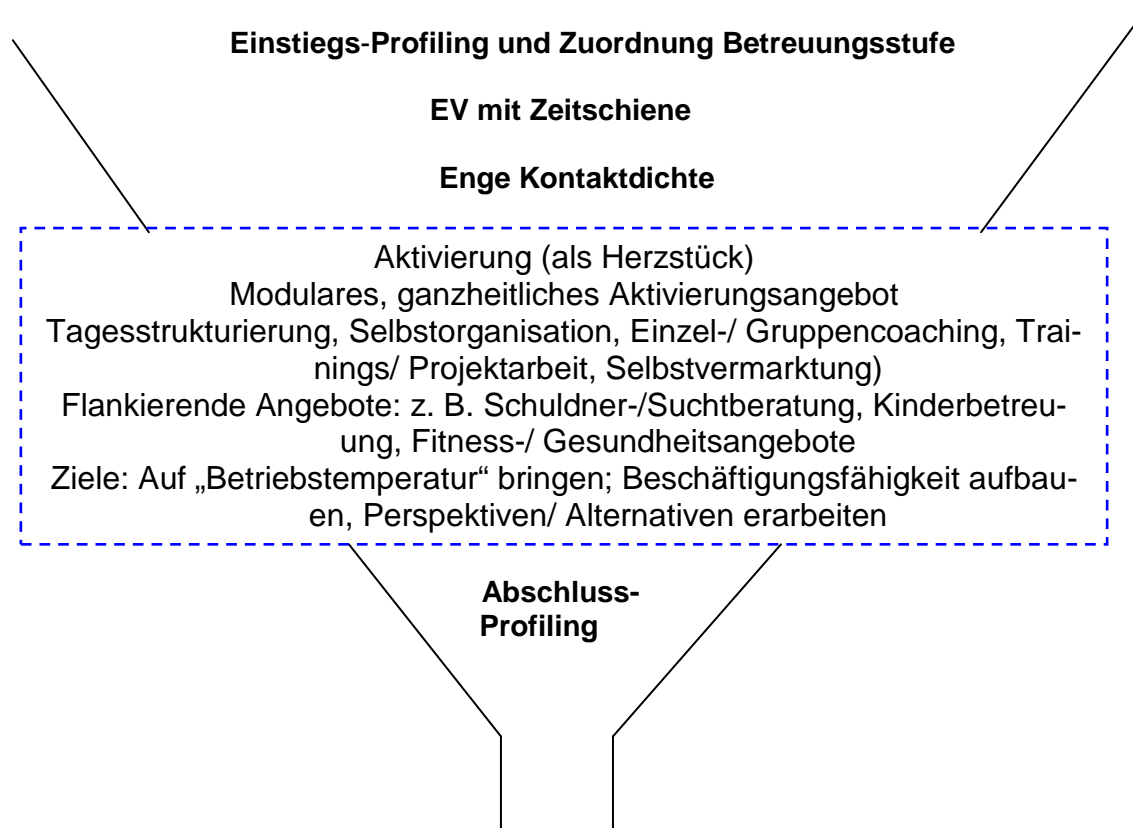 Einstiegs-Profiling und Zuordnung Betreuungsstufe
EV mit Zeitschiene
Enge Kontaktdichte
Aktivierung (als Herzstück)
Modulares, ganzheitliches Aktivierungsangebot
Tagesstrukturierung, Selbstorganisation, Einzel-/ Gruppencoaching, Trai-
nings/ Projektarbeit, Selbstvermarktung)
Flankierende Angebote: z. B. Schuldner-/Suchtberatung, Kinderbetreu-
ung, Fitness-/ Gesundheitsangebote
Ziele: Auf „Betriebstemperatur“ bringen; Beschäftigungsfähigkeit aufbau-
en, Perspektiven/ Alternativen erarbeiten
Abschluss-
Profiling